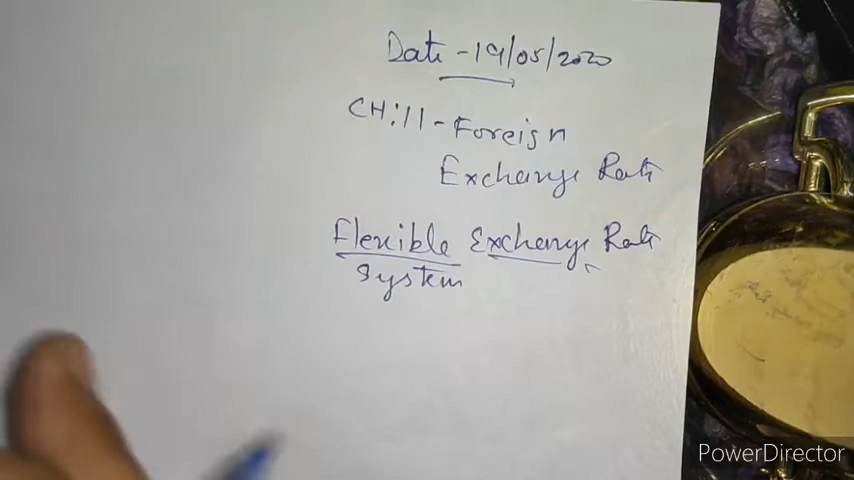 Date - 19/05/2020
CH:11 - Foreign
Exchange Rate
Flexible Exchange Rate
System
PowerDirector